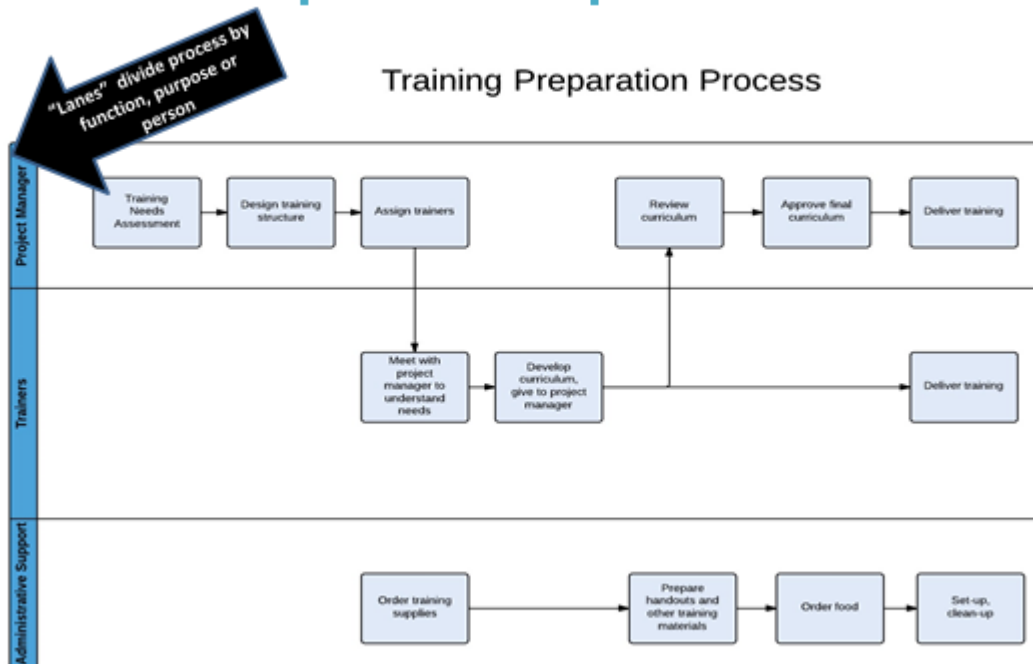 "Lanes" divide process by
function, purpose or
person
Training Preparation Process
Project Manager
Training
Needs
Assessment
Design training
structure
Assign trainers
Review
curriculum
Approve final
curriculum
Deliver training
Trainers
Meet with
project
manager to
understand
needs
Develop
curriculum,
give to project
manager
Deliver training
Administrative Support
Order training
supplies
Prepare
handouts and
other training
materials
Order food
Set-up,
clean-up